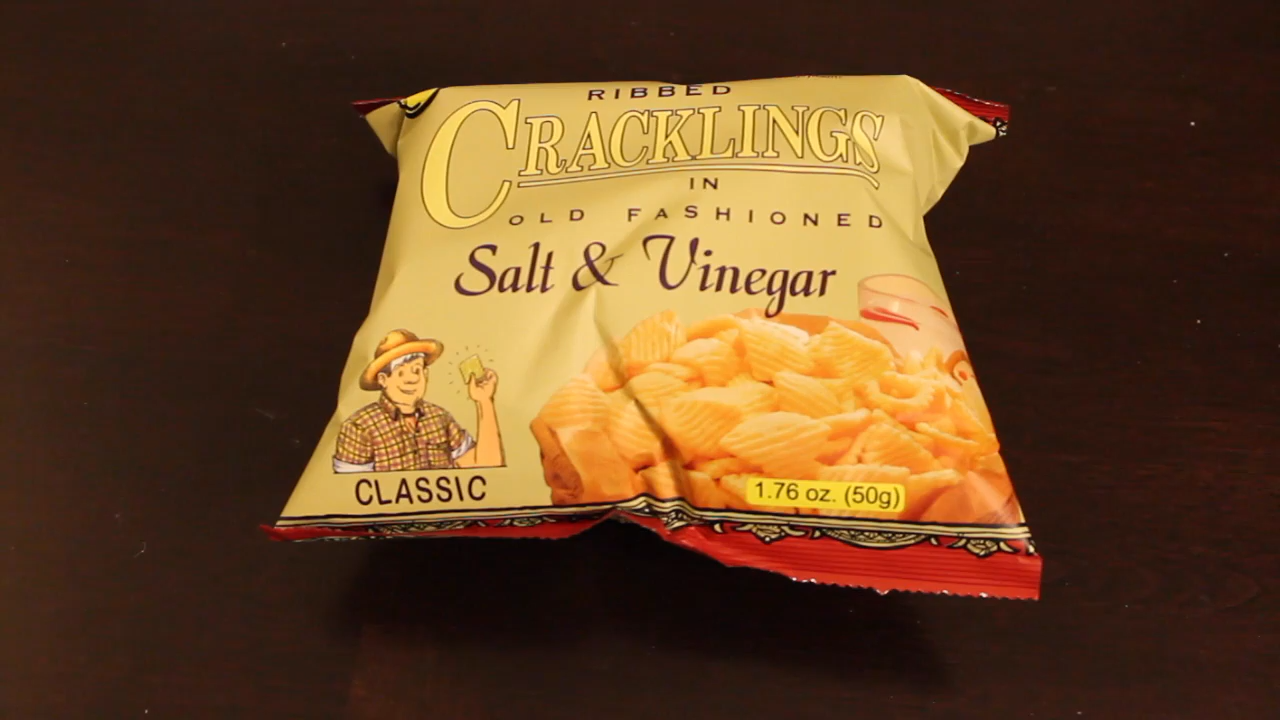 RIBBED
CRACKLINGS
IN
OLD FASHIONED
Salt & Vinegar
CLASSIC
1.76 oz. (50g)